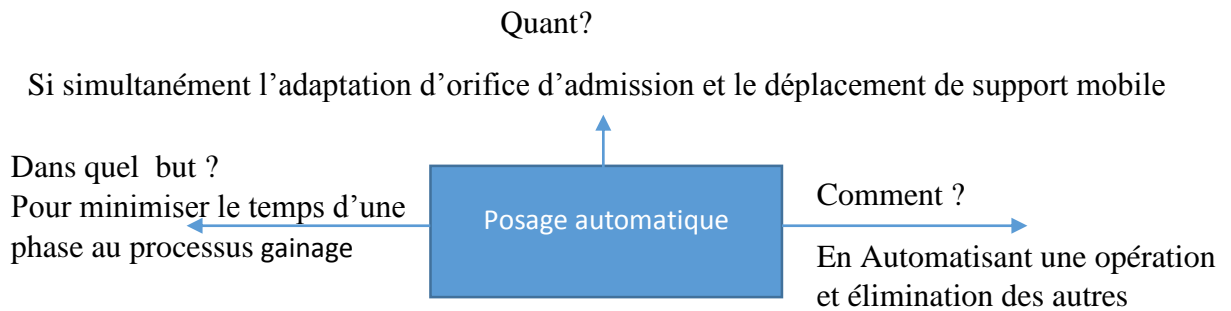 Quant?
Si simultanément l’adaptation d’orifice d’admission et le déplacement de support mobile
Dans quel but ?
Pour minimiser le temps d’une
phase au processus gainage
Posage automatique
Comment ?
En Automatisant une opération
et élimination des autres